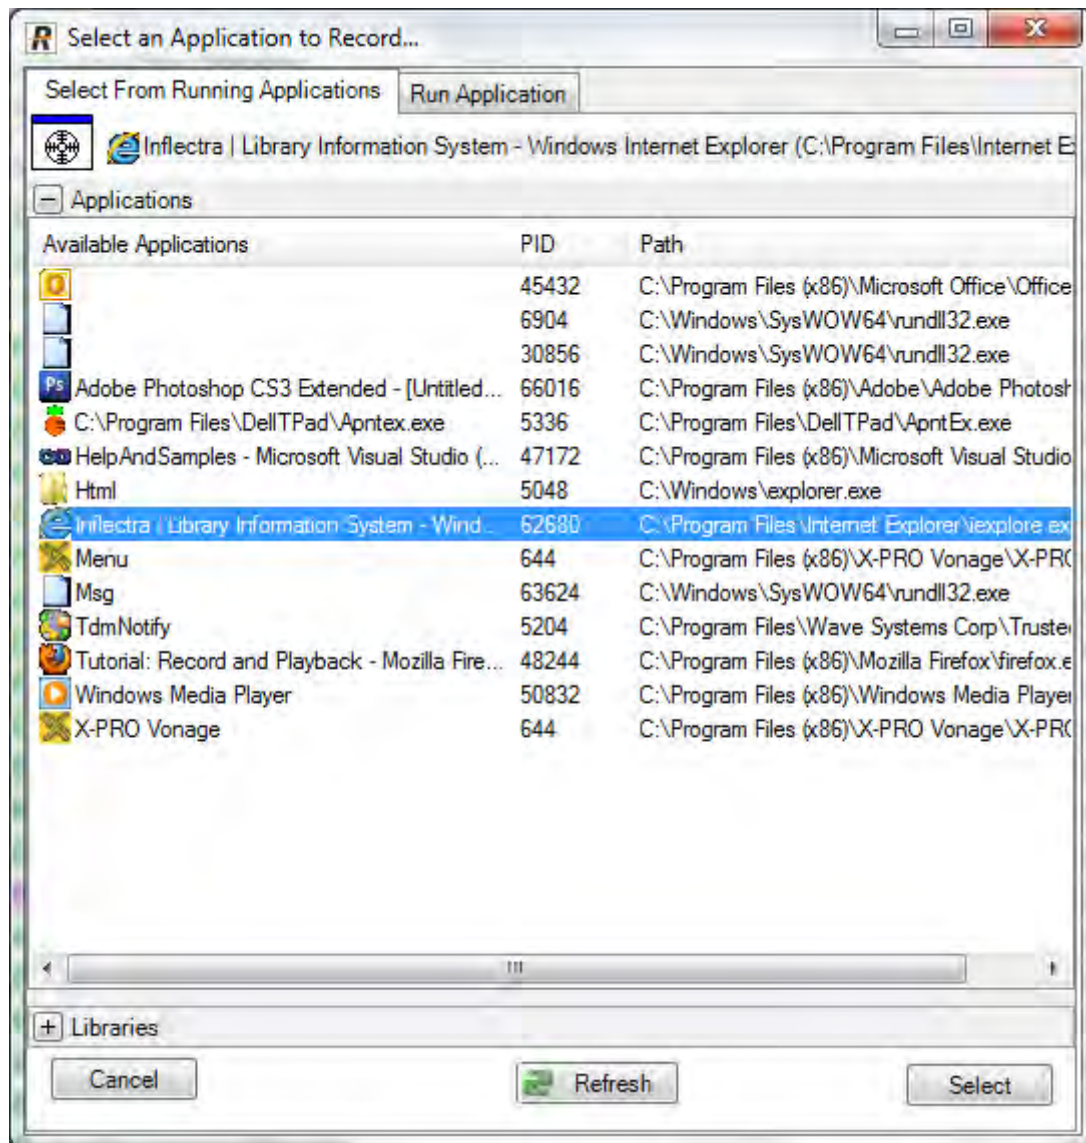 Select an Application to Record...
Select From Running Applications Run Application
Inflectra | Library Information System - Windows Internet Explorer (C:\Program Files\Internet E
Applications
Available Applications PID Path
45432 C:\Program Files (x86)\Microsoft Office\Office
6904 C:\Windows\SysWOW64\rundll32.exe
30856 C:\Windows\SysWOW64\rundll32.exe
Ps Adobe Photoshop CS3 Extended - [Untitled... 66016 C:\Program Files (x86)\Adobe\Adobe Photosh
C:\Program Files\DellTPad\Apntex.exe 5336 C:\Program Files\DellTPad\ApntEx.exe
HelpAndSamples - Microsoft Visual Studio (... 47172 C:\Program Files (x86)\Microsoft Visual Studio
Html 5048 C:\Windows\explorer.exe
Inflectra | Library Information System - Wind... 62680 C:\Program Files\Internet Explorer\iexplore.ex
Menu 644 C:\Program Files (x86)\X-PRO Vonage\X-PRO
Msg 63624 C:\Windows\SysWOW64\rundll32.exe
TdmNotify 5204 C:\Program Files\Wave Systems Corp\Truste
Tutorial: Record and Playback - Mozilla Fire... 48244 C:\Program Files (x86)\Mozilla Firefox\firefox.e
Windows Media Player 50832 C:\Program Files (x86)\Windows Media Player
X-PRO Vonage 644 C:\Program Files (x86)\X-PRO Vonage\X-PRO
Libraries
Cancel Refresh Select